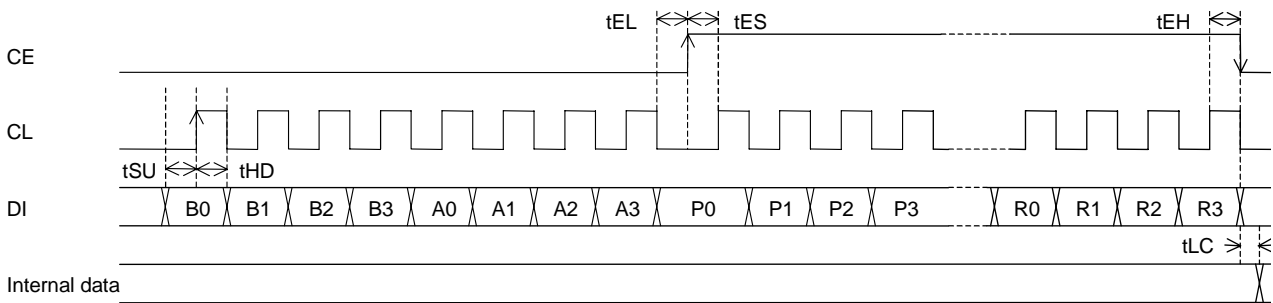 tEL tES tEH
CE
CL
tSU tHD
DI B0 B1 B2 B3 A0 A1 A2 A3 P0 P1 P2 P3 R0 R1 R2 R3
tLC
Internal data